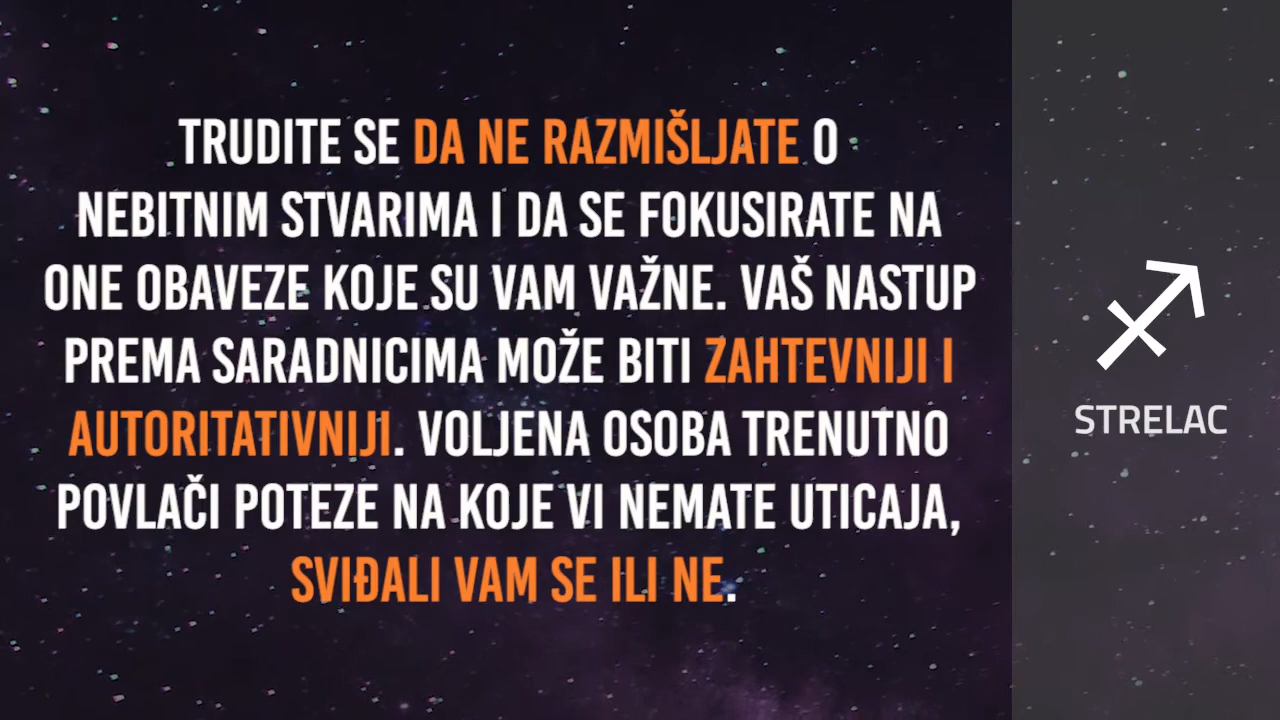 TRUDITE SE DA NE RAZMIŠLJATE O
NEBITNIM STVARIMA I DA SE FOKUSIRATE NA
ONE OBAVEZE KOJE SU VAM VAŽNE. VAŠ NASTUP
PREMA SARADNICIMA MOŽE BITI ZAHTEVNIJI I
AUTORITATIVNIJI. VOLJENA OSOBA TRENUTNO
POVLAČI POTEZE NA KOJE VI NEMATE UTICAJA,
SVIĐALI VAM SE ILI NE.
STRELAC